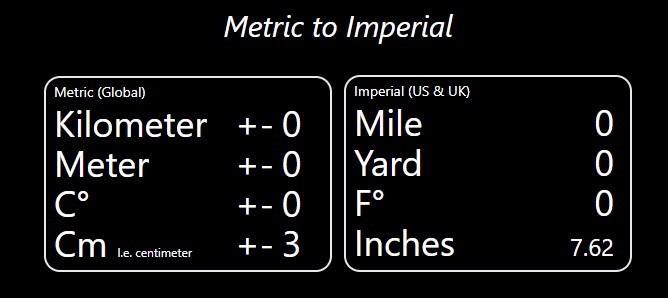 Metric to Imperial
Metric (Global)
Kilometer +- 0
Meter +- 0
C° +- 0
Cm I.e. centimeter +- 3
Imperial (US & UK)
Mile 0
Yard 0
F° 0
Inches 7.62